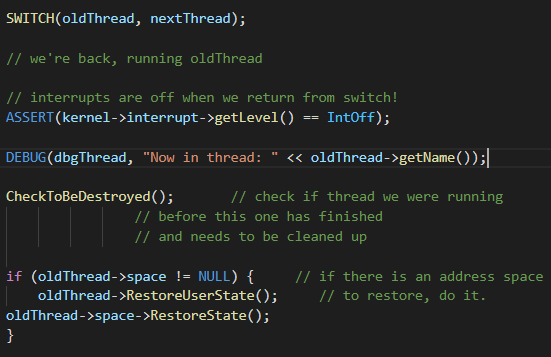 SWITCH(oldThread, nextThread);
// we're back, running oldThread
// interrupts are off when we return from switch!
ASSERT(kernel->interrupt->getLevel() == IntOff);
DEBUG(dbgThread, "Now in thread: " << oldThread->getName());
CheckToBeDestroyed(); // check if thread we were running
// before this one has finished
// and needs to be cleaned up
if (oldThread->space != NULL) { // if there is an address space
oldThread->RestoreUserState(); // to restore, do it.
oldThread->space->RestoreState();
}